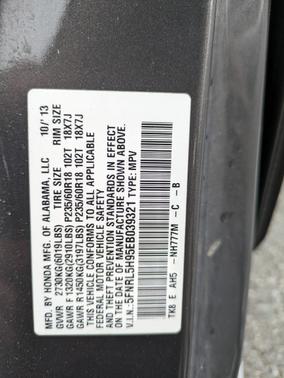 MFD. BY HONDA MFG. OF ALABAMA, LLC 10/'13
GVWR 2730KG(6019LBS) TIRE SIZE RIM SIZE
GAWR F 1320KG(2910LBS) P235/60R18 102T 18X7J
GAWR R1450KG(3197LBS) P235/60R18 102T 18X7J
THIS VEHICLE CONFORMS TO ALL APPLICABLE
FEDERAL MOTOR VEHICLE SAFETY
AND THEFT PREVENTION STANDARDS IN EFFECT
ON THE DATE OF MANUFACTURE SHOWN ABOVE.
V.I.N.:5FNRL5H95EB039321 TYPE: MPV
TK8 E AH5 -NH777M -C -B